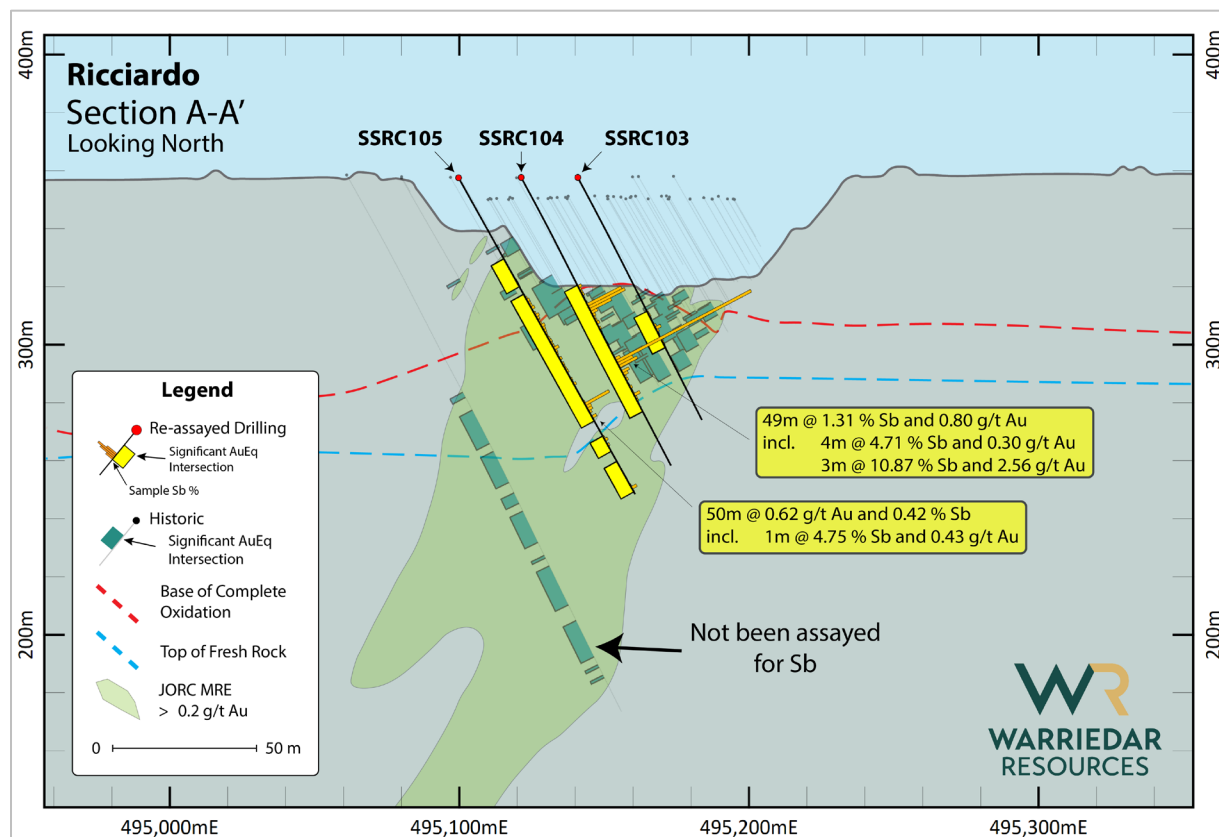 Ricciardo
Section A-A’
Looking North
400m
300m
200m
400m
300m
200m
SSRC105
SSRC104
SSRC103
49m @ 1.31 % Sb and 0.80 g/t Au
incl. 4m @ 4.71 % Sb and 0.30 g/t Au
3m @ 10.87 % Sb and 2.56 g/t Au
50m @ 0.62 g/t Au and 0.42 % Sb
incl. 1m @ 4.75 % Sb and 0.43 g/t Au
Not been assayed
for Sb
Legend
Re-assayed Drilling
Significant AuEq
Intersection
Sample Sb %
Historic
Significant AuEq
Intersection
Base of Complete
Oxidation
Top of Fresh Rock
JORC MRE
> 0.2 g/t Au
0 50 m
WR
WARRIEDAR
RESOURCES
495,000mE
495,100mE
495,200mE
495,300mE